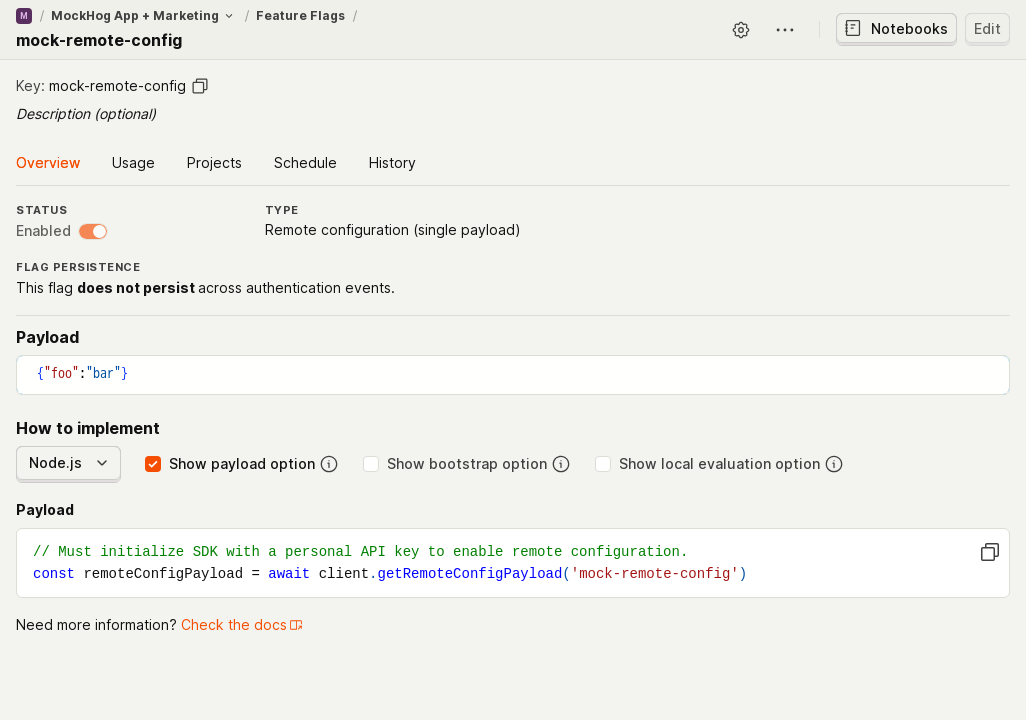 M / MockHog App + Marketing / Feature Flags /
mock-remote-config
Notebooks
Edit
Key: mock-remote-config
Description (optional)
Overview Usage Projects Schedule History
STATUS
Enabled
TYPE
Remote configuration (single payload)
FLAG PERSISTENCE
This flag does not persist across authentication events.
Payload
{"foo":"bar"}
How to implement
Node.js Show payload option Show bootstrap option Show local evaluation option
Payload
// Must initialize SDK with a personal API key to enable remote configuration.
const remoteConfigPayload = await client.getRemoteConfigPayload('mock-remote-config')
Need more information? Check the docs